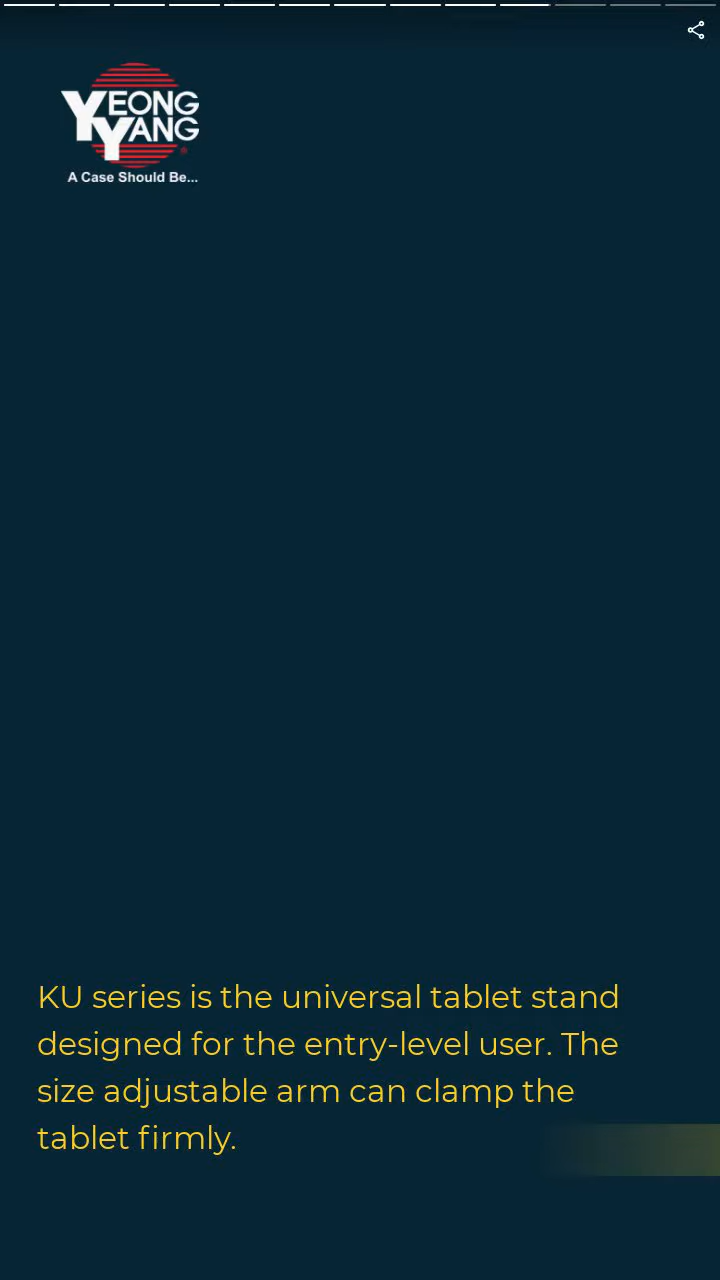 YEONG
YANG
A Case Should Be...
KU series is the universal tablet stand
designed for the entry-level user. The
size adjustable arm can clamp the
tablet firmly.